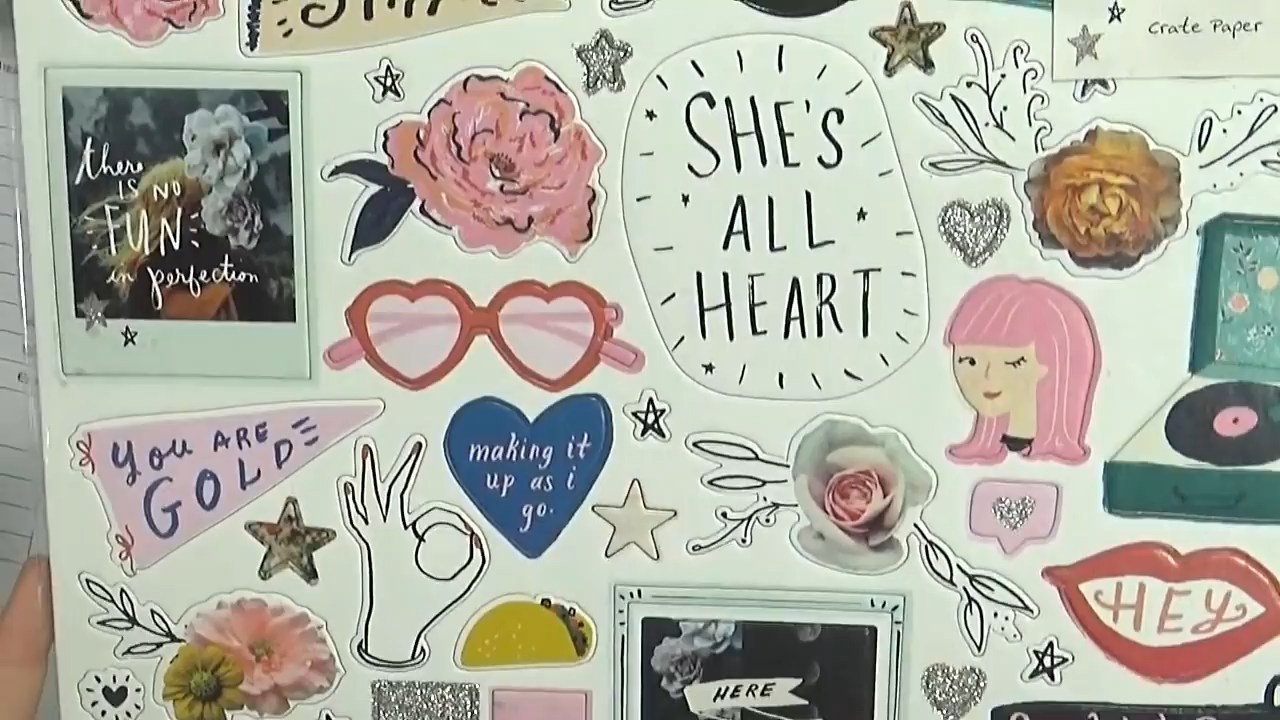 Crate Paper
there
IS NO
FUN
in perfection
SHE'S
ALL
HEART
YOU ARE
GOLD
making it
up as i
go.
HEY
HERE